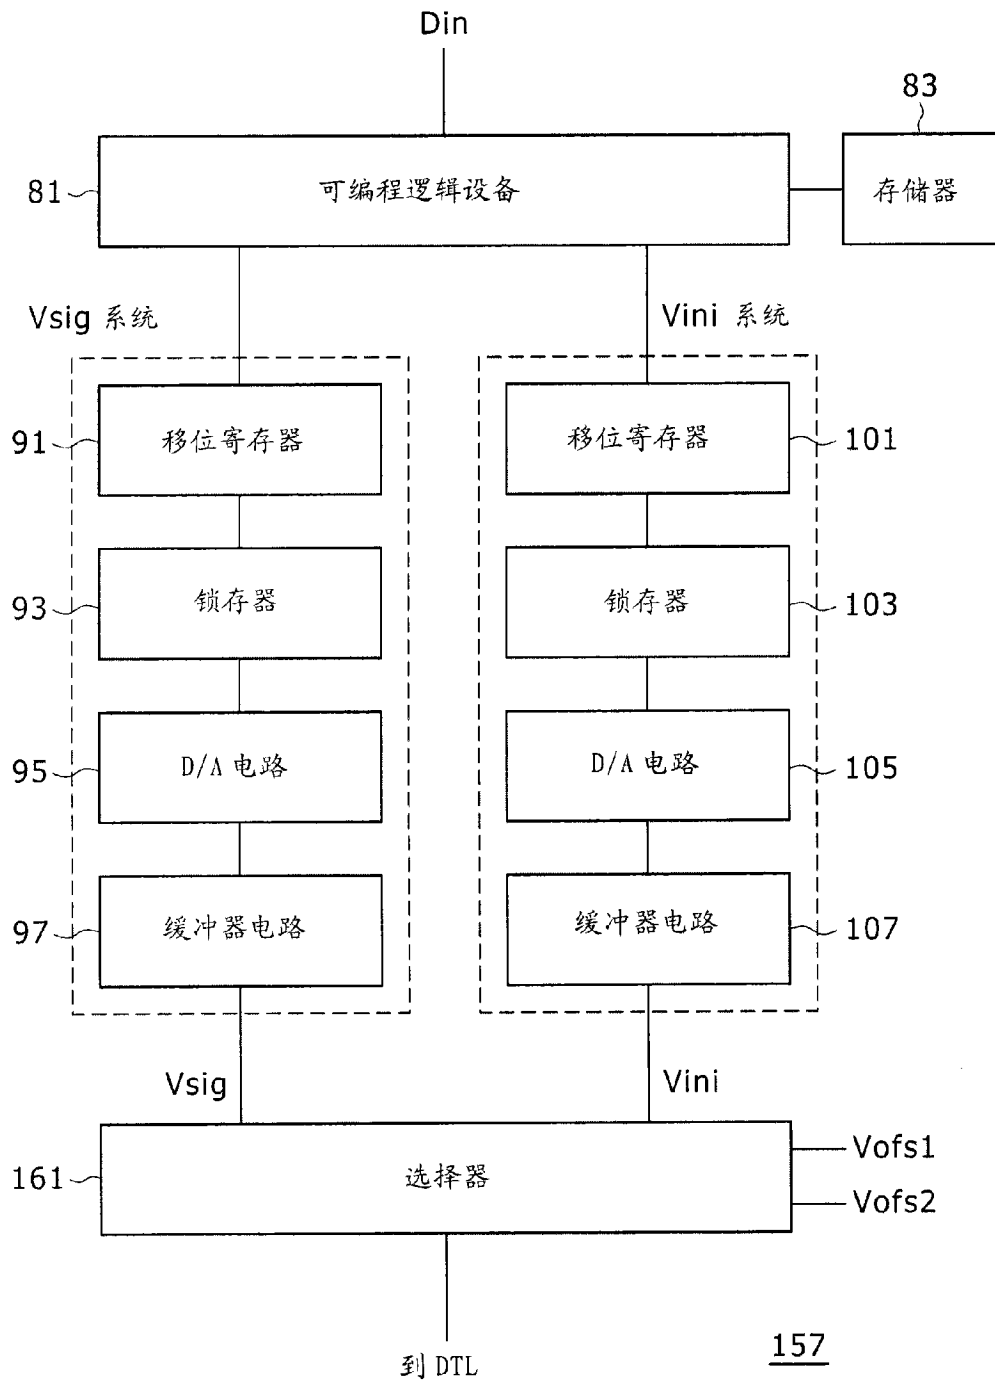 Din
83
81
可编程逻辑设备
存储器
Vsig 系统
Vini 系统
91
移位寄存器
移位寄存器
101
93
锁存器
锁存器
103
95
D/A 电路
D/A 电路
105
97
缓冲器电路
缓冲器电路
107
Vsig
Vini
161
选择器
Vofs1
Vofs2
157
到 DTL